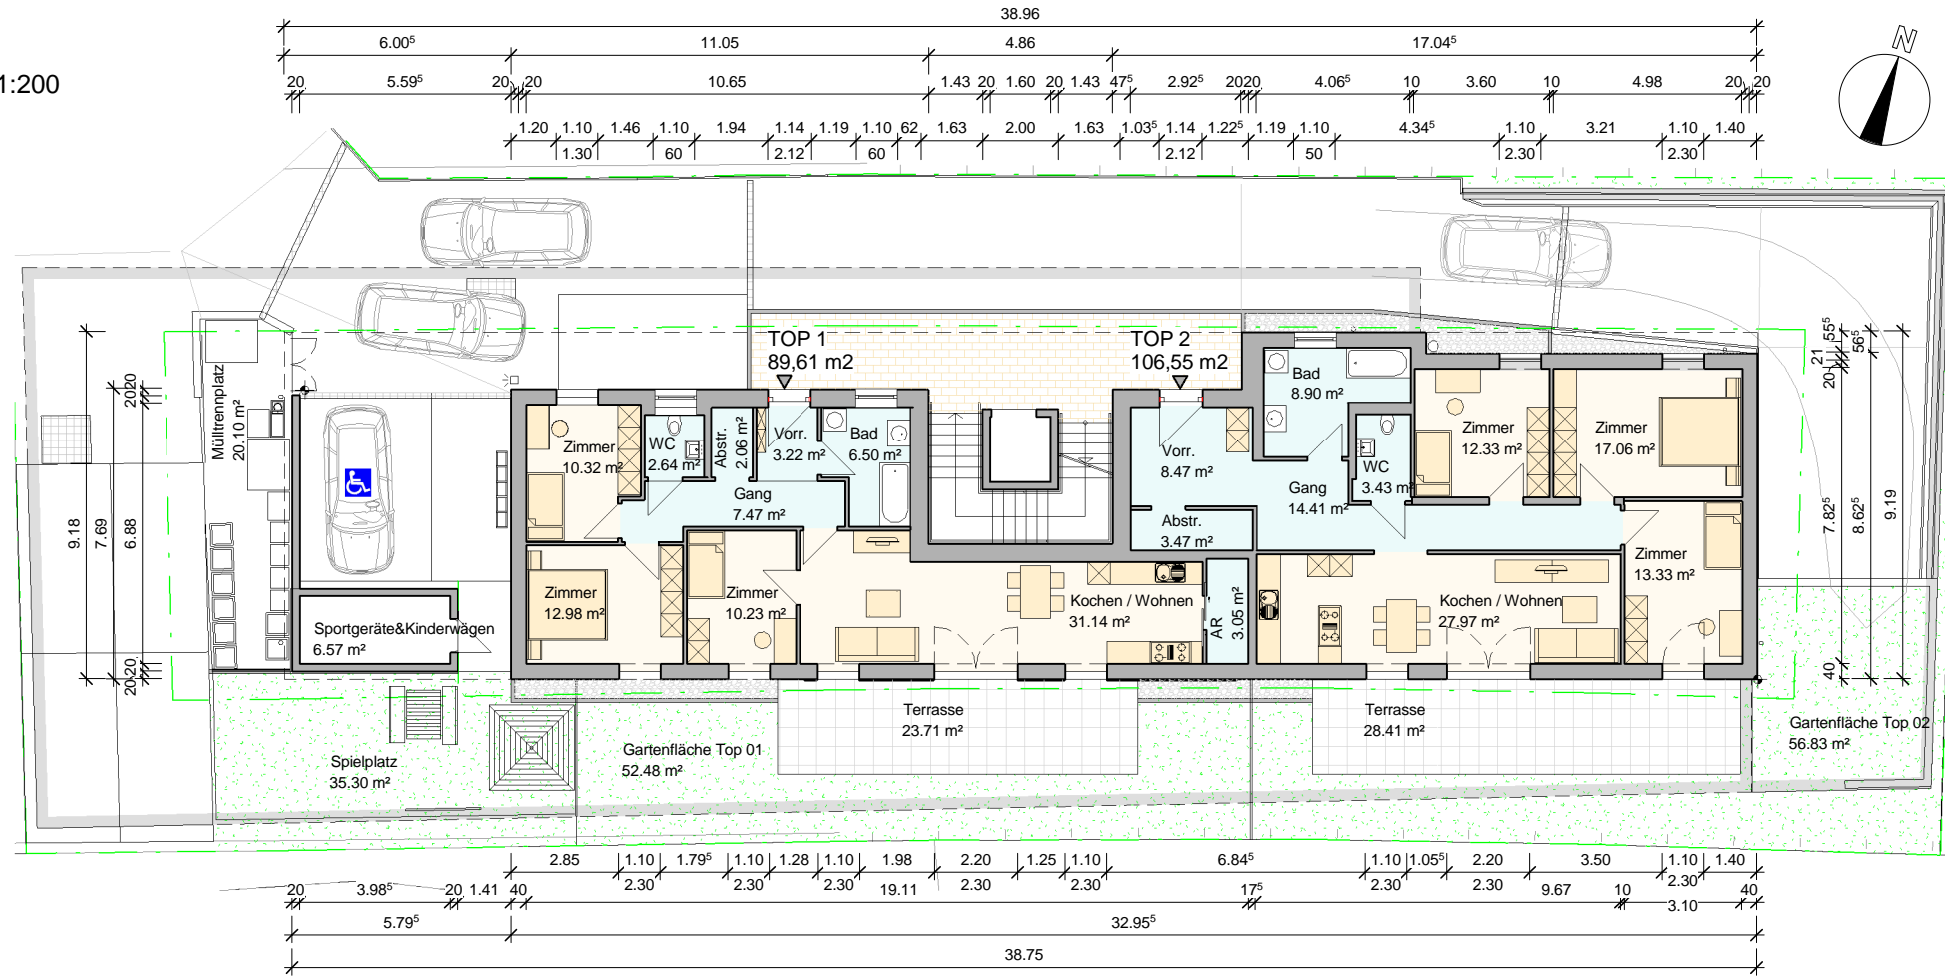 38.96
6.00⁵ 11.05 4.86 17.04⁵
N
1:200
20 5.59⁵ 20 20 10.65 1.43 20 1.60 20 1.43 47⁵ 2.92⁵ 20 20 4.06⁵ 10 3.60 10 4.98 20 20
1.20 1.10 1.46 1.10 1.94 1.14 1.19 1.10 62 1.63 2.00 1.63 1.03⁵ 1.14 1.22⁵ 1.19 1.10 4.34⁵ 1.10 3.21 1.10 1.40
1.30 60 2.12 60 2.12 50 2.30 2.30
TOP 1
89,61 m2
TOP 2
106,55 m2
Mülltrennplatz
20.10 m²
Zimmer
10.32 m²
WC
2.64 m²
Abstr.
2.06 m²
Vorr.
3.22 m²
Bad
6.50 m²
Gang
7.47 m²
Vorr.
8.47 m²
Abstr.
3.47 m²
Bad
8.90 m²
WC
3.43 m²
Gang
14.41 m²
Zimmer
12.33 m²
Zimmer
17.06 m²
Zimmer
13.33 m²
Zimmer
12.98 m²
Zimmer
10.23 m²
Kochen / Wohnen
31.14 m²
AR
3.05 m²
Kochen / Wohnen
27.97 m²
Sportgeräte&Kinderwägen
6.57 m²
9.18
7.69
6.88
20 20
20 20
55⁵
56⁵
21
20
7.82⁵
8.62⁵
9.19
40
Terrasse
23.71 m²
Terrasse
28.41 m²
Gartenfläche Top 01
52.48 m²
Gartenfläche Top 02
56.83 m²
Spielplatz
35.30 m²
2.85 1.10 1.79⁵ 1.10 1.28 1.10 1.98 2.20 1.25 1.10 6.84⁵ 1.10 1.05⁵ 2.20 3.50 1.10 1.40
2.30 2.30 2.30 2.30 2.30 2.30 2.30 2.30
20 3.98⁵ 20 1.41 40 19.11 17⁵ 9.67 10 3.10 40
5.79⁵ 32.95⁵
38.75